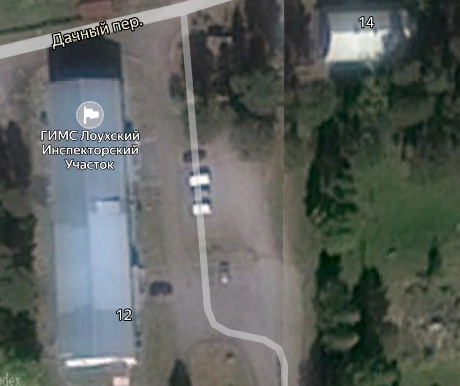 Дачный пер.
14
ГИМС Лоухский
Инспекторский
Участок
12